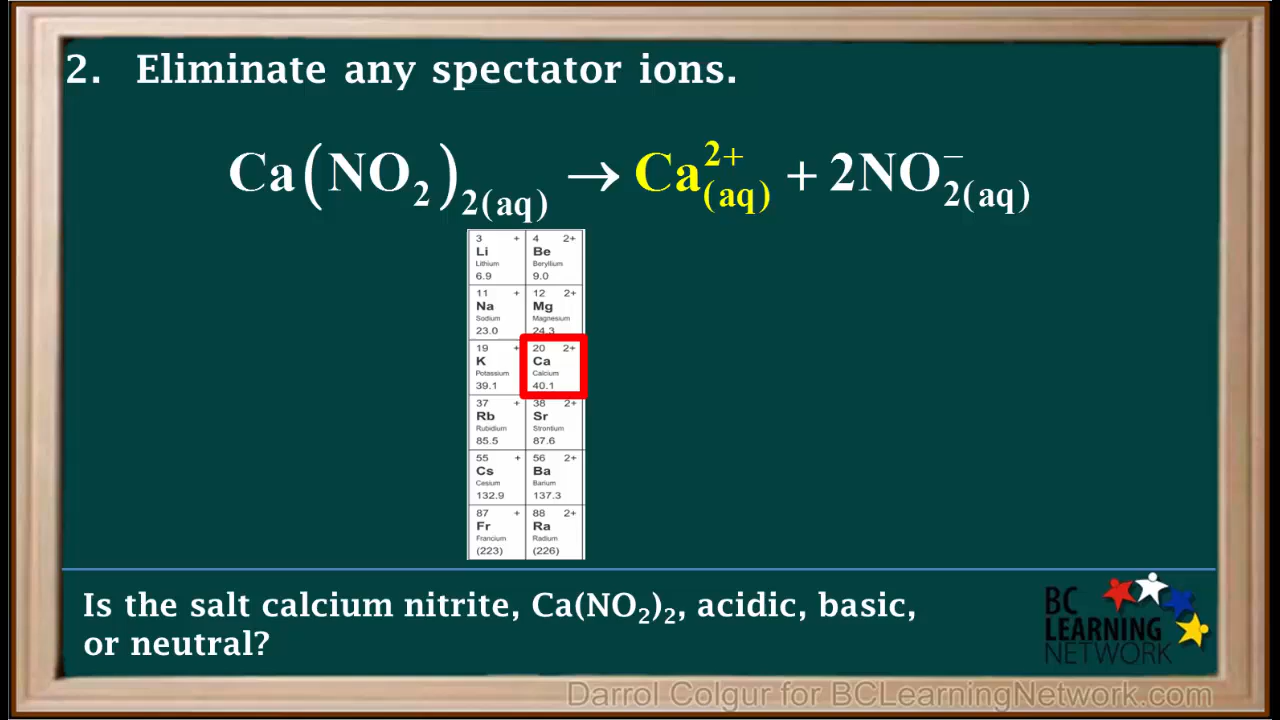 2. Eliminate any spectator ions.
Ca(NO₂)₂(aq) → Ca²⁺(aq) + 2NO₂⁻(aq)
3 + 4 2+
Li Be
Lithium Beryllium
6.9 9.0
11 + 12 2+
Na Mg
Sodium Magnesium
23.0 24.3
19 + 20 2+
K Ca
Potassium Calcium
39.1 40.1
37 + 38 2+
Rb Sr
Rubidium Strontium
85.5 87.6
55 + 56 2+
Cs Ba
Cesium Barium
132.9 137.3
87 + 88 2+
Fr Ra
Francium Radium
(223) (226)
Is the salt calcium nitrite, Ca(NO₂)₂, acidic, basic,
or neutral?
BC
LEARNING
NETWORK
Darrol Colgur for BCLearningNetwork.com